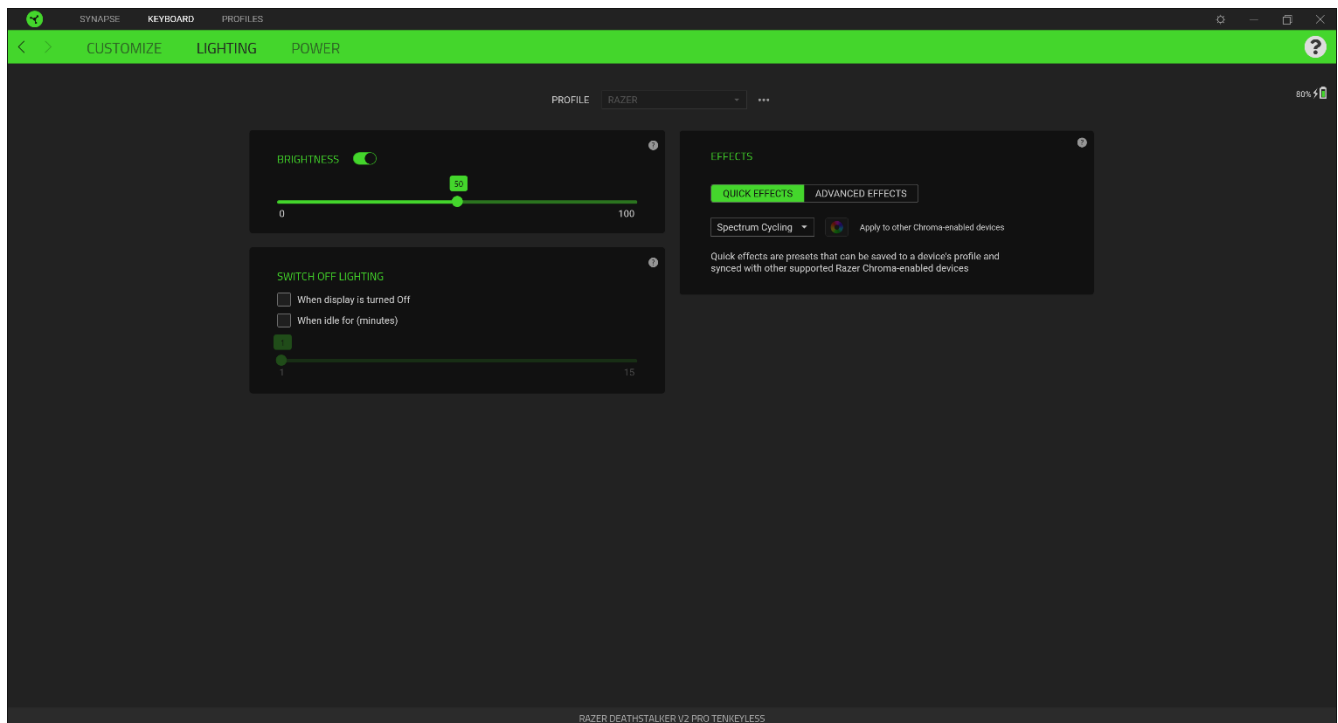 SYNAPSE KEYBOARD PROFILES
CUSTOMIZE LIGHTING POWER ?
PROFILE RAZER •••
80%
BRIGHTNESS
?
50
0 100
SWITCH OFF LIGHTING
?
When display is turned Off
When idle for (minutes)
1
1 15
EFFECTS
?
QUICK EFFECTS ADVANCED EFFECTS
Spectrum Cycling Apply to other Chroma-enabled devices
Quick effects are presets that can be saved to a device's profile and
synced with other supported Razer Chroma-enabled devices
RAZER DEATHSTALKER V2 PRO TENKEYLESS